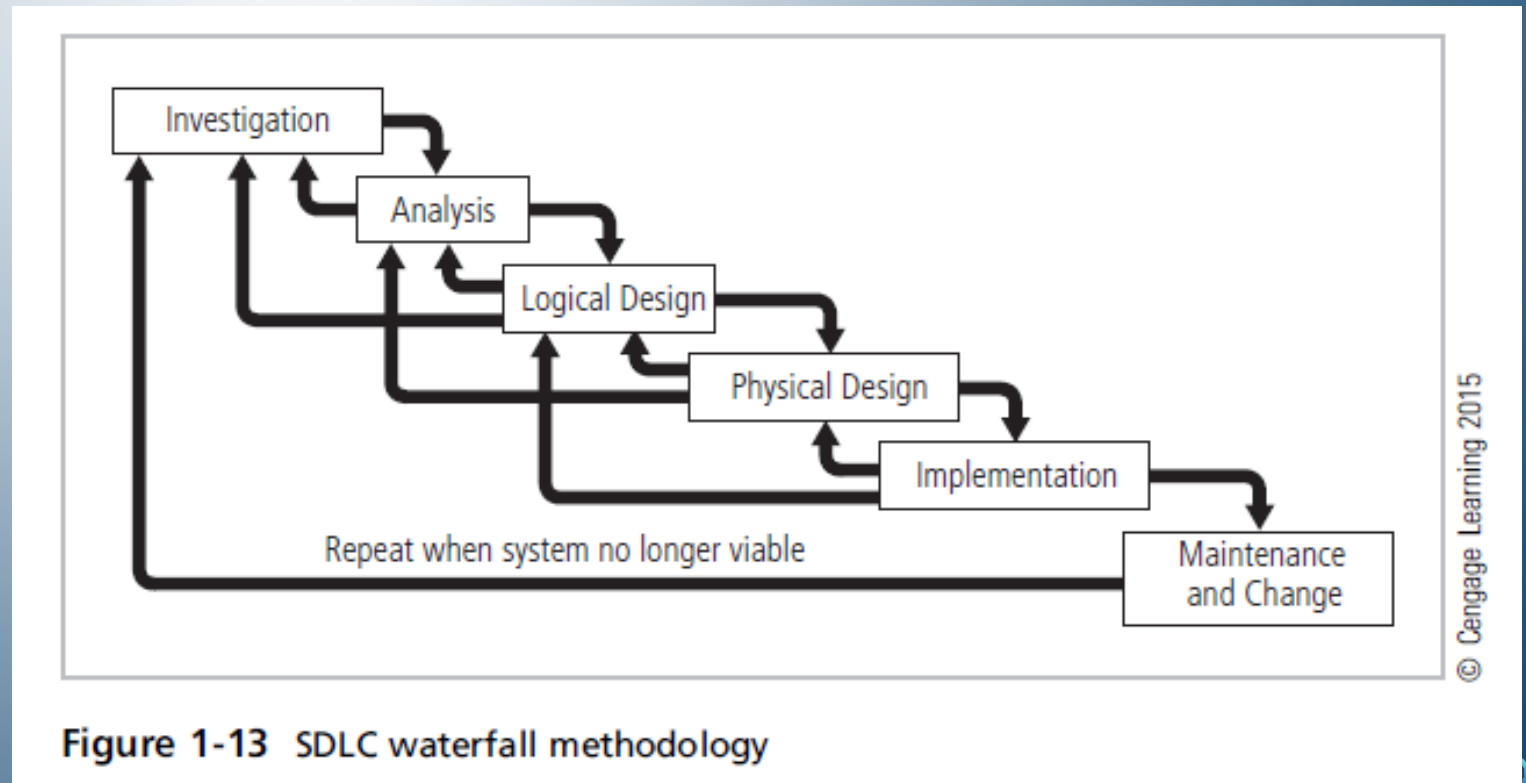 Investigation
Analysis
Logical Design
Physical Design
Implementation
Repeat when system no longer viable
Maintenance
and Change
© Cengage Learning 2015
Figure 1-13 SDLC waterfall methodology